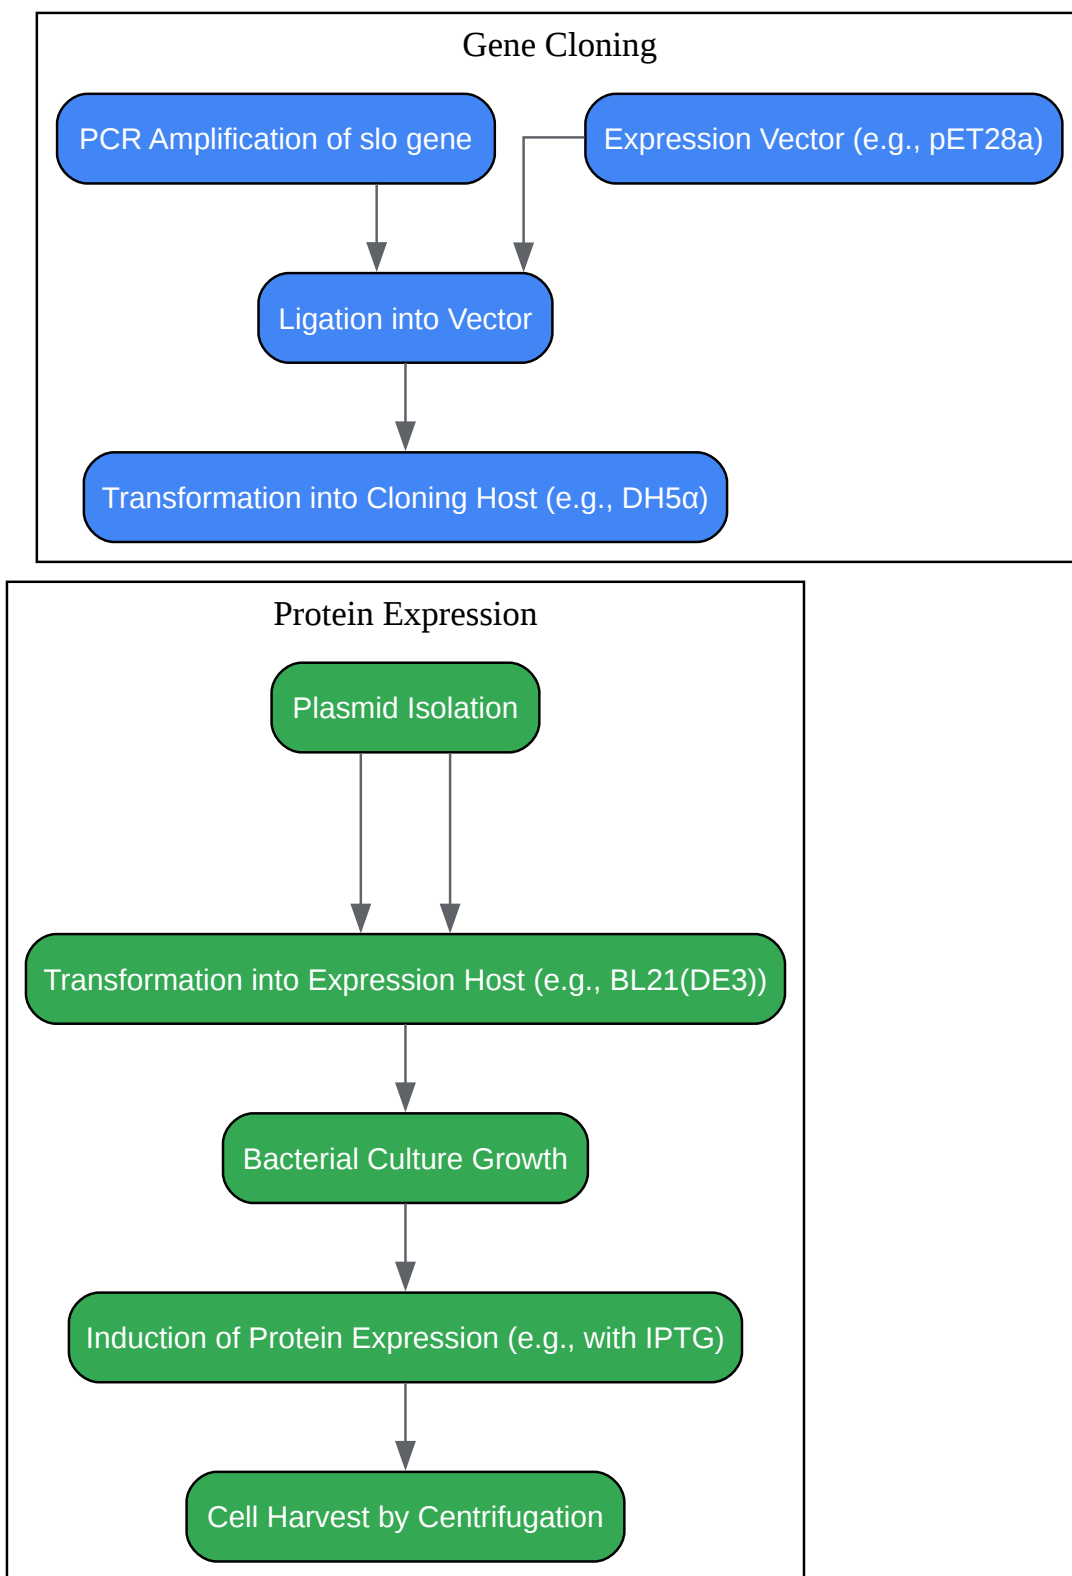 Gene Cloning
PCR Amplification of slo gene
Expression Vector (e.g., pET28a)
Ligation into Vector
Transformation into Cloning Host (e.g., DH5α)
Protein Expression
Plasmid Isolation
Transformation into Expression Host (e.g., BL21(DE3))
Bacterial Culture Growth
Induction of Protein Expression (e.g., with IPTG)
Cell Harvest by Centrifugation